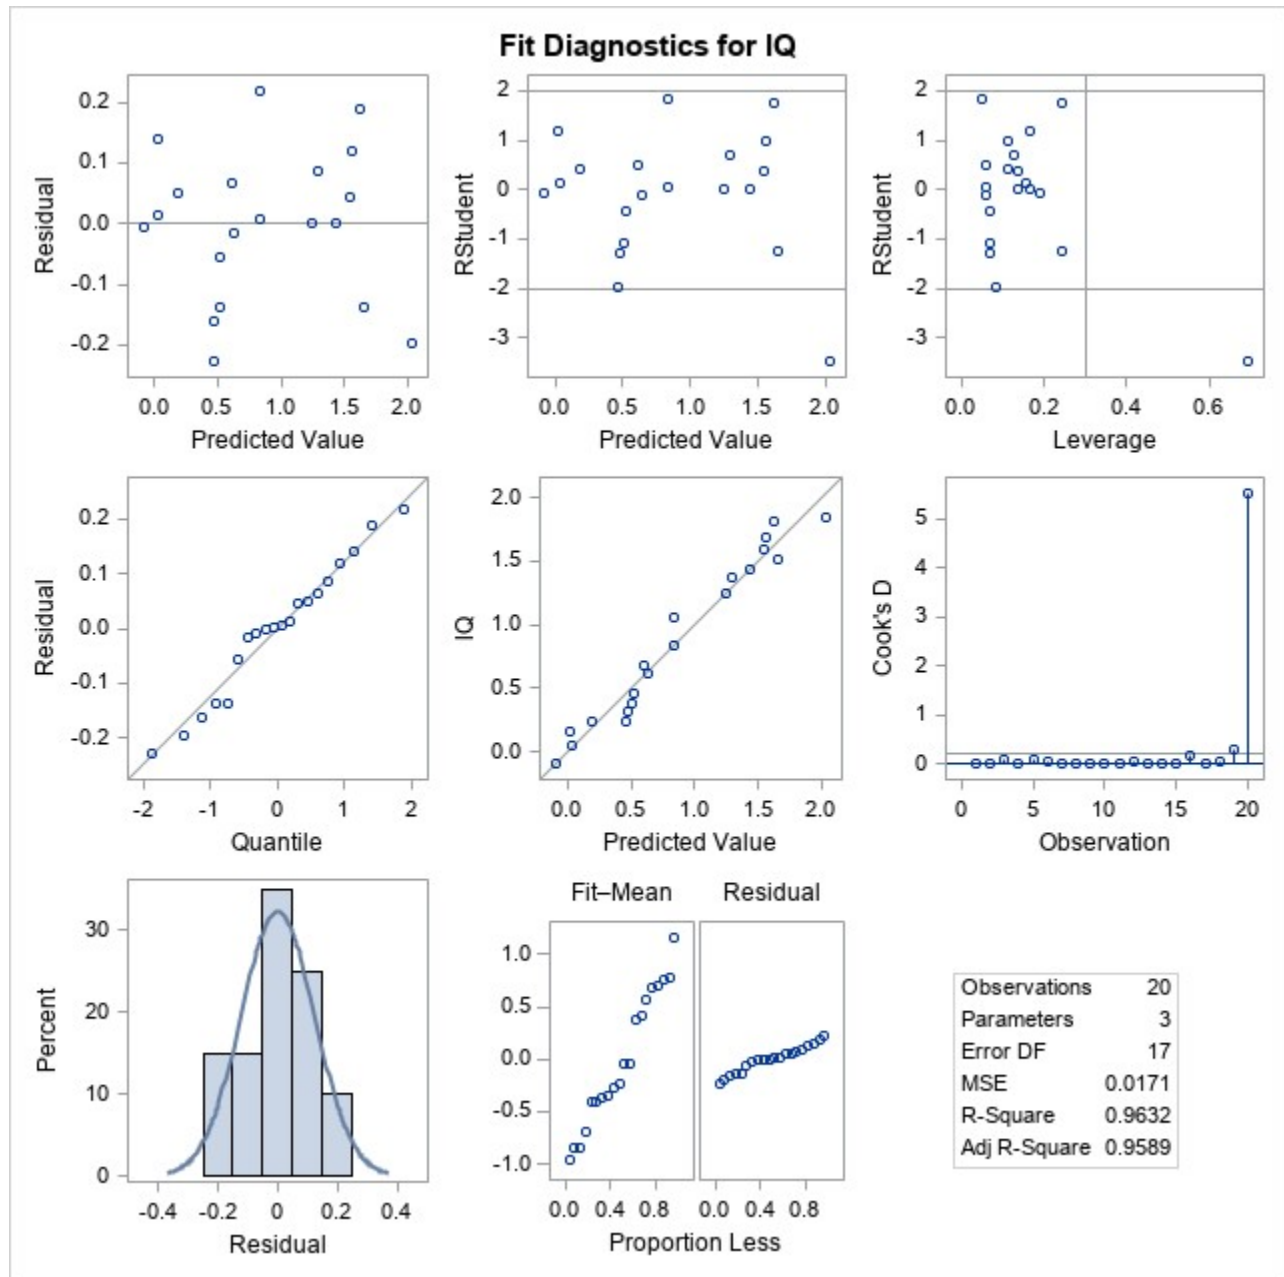 Fit Diagnostics for IQ
Residual
0.2
0.1
0.0
-0.1
-0.2
0.0 0.5 1.0 1.5 2.0
Predicted Value
RStudent
2
1
0
-1
-2
-3
0.0 0.5 1.0 1.5 2.0
Predicted Value
RStudent
2
1
0
-1
-2
-3
0.0 0.2 0.4 0.6
Leverage
Residual
0.2
0.1
0.0
-0.1
-0.2
-2 -1 0 1 2
Quantile
IQ
2.0
1.5
1.0
0.5
0.0
0.0 0.5 1.0 1.5 2.0
Predicted Value
Cook's D
5
4
3
2
1
0
0 5 10 15 20
Observation
Percent
30
20
10
0
-0.4 -0.2 0 0.2 0.4
Residual
Fit–Mean Residual
1.0
0.5
0.0
-0.5
-1.0
0.0 0.4 0.8 0.0 0.4 0.8
Proportion Less
Observations 20
Parameters 3
Error DF 17
MSE 0.0171
R-Square 0.9632
Adj R-Square 0.9589